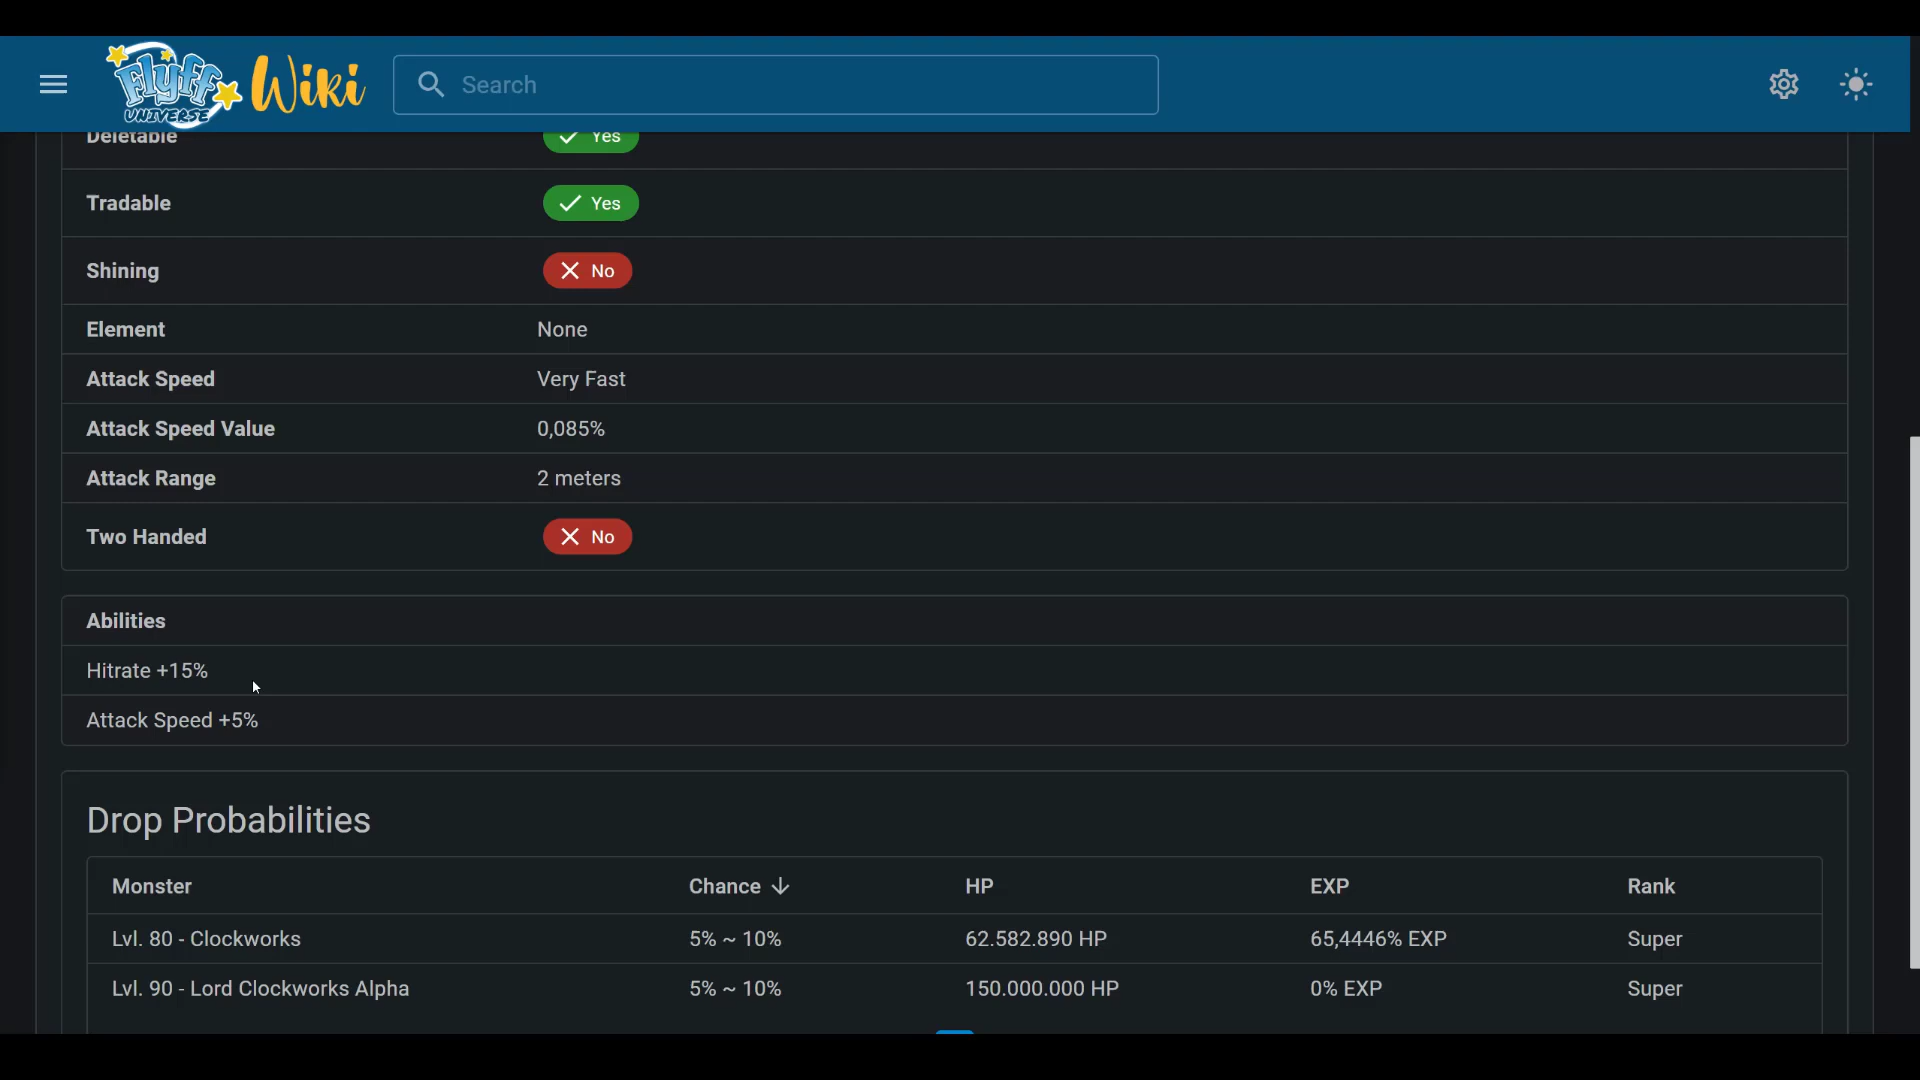 Flyff UNIVERSE Wiki
Search
Deletable Yes
Tradable Yes
Shining No
Element None
Attack Speed Very Fast
Attack Speed Value 0,085%
Attack Range 2 meters
Two Handed No
Abilities
Hitrate +15%
Attack Speed +5%
Drop Probabilities
Monster Chance HP EXP Rank
Lvl. 80 - Clockworks 5% ~ 10% 62.582.890 HP 65,4446% EXP Super
Lvl. 90 - Lord Clockworks Alpha 5% ~ 10% 150.000.000 HP 0% EXP Super